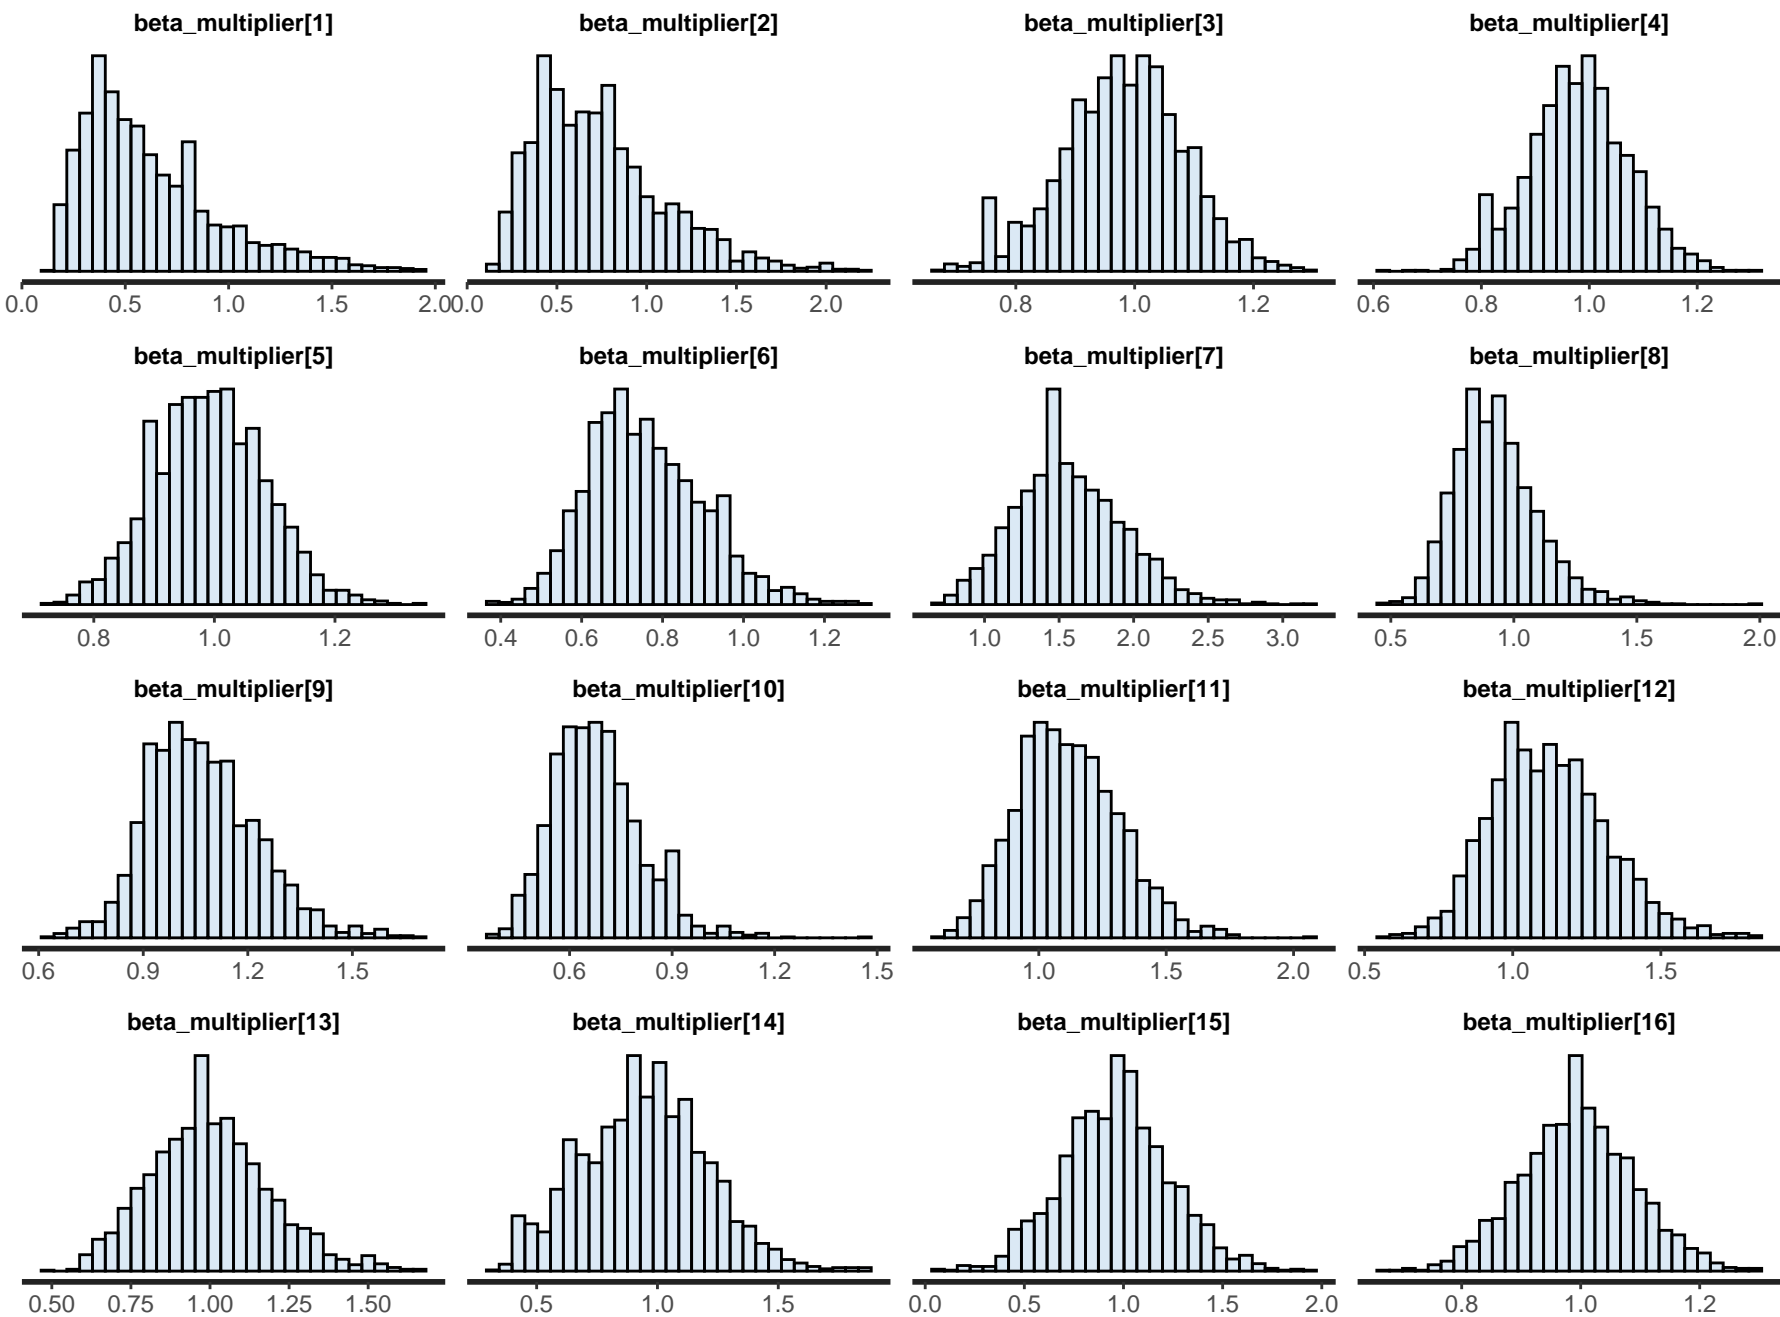 beta_multiplier[1] beta_multiplier[2] beta_multiplier[3] beta_multiplier[4]
0.0 0.5 1.0 1.5 2.0 0.0 0.5 1.0 1.5 2.0 0.8 1.0 1.2 0.6 0.8 1.0 1.2
beta_multiplier[5] beta_multiplier[6] beta_multiplier[7] beta_multiplier[8]
0.8 1.0 1.2 0.4 0.6 0.8 1.0 1.2 1.0 1.5 2.0 2.5 3.0 0.5 1.0 1.5 2.0
beta_multiplier[9] beta_multiplier[10] beta_multiplier[11] beta_multiplier[12]
0.6 0.9 1.2 1.5 0.6 0.9 1.2 1.5 1.0 1.5 2.0 0.5 1.0 1.5
beta_multiplier[13] beta_multiplier[14] beta_multiplier[15] beta_multiplier[16]
0.50 0.75 1.00 1.25 1.50 0.5 1.0 1.5 0.0 0.5 1.0 1.5 2.0 0.8 1.0 1.2